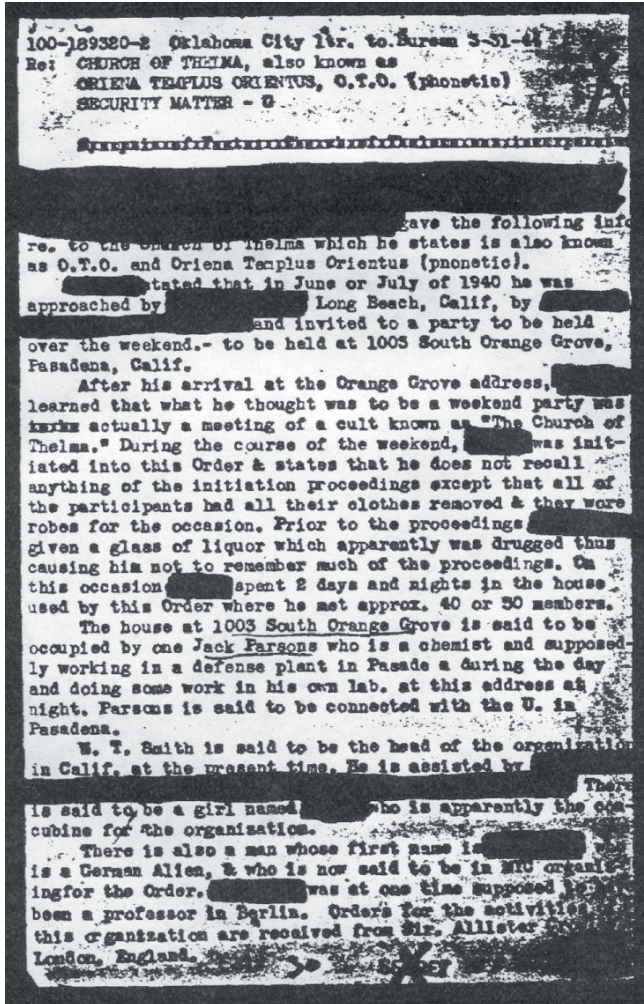 100-189320-2 Oklahoma City ltr. to Bureau 3-31-4
Re: CHURCH OF THELMA, also known as
ORIENA TEMPLUS ORIENTUS, O.T.O. (phonetic)
SECURITY MATTER - G
gave the following info
re. to the Church of Thelma which he states is also known
as O.T.O. and Oriena Templus Orientus (phonetic).
stated that in June or July of 1940 he was
approached by Long Beach, Calif, by
and invited to a party to be held
over the weekend.- to be held at 1003 South Orange Grove,
Pasadena, Calif.
After his arrival at the Orange Grove address,
learned that what he thought was to be a weekend party was
actually a meeting of a cult known as "The Church of
Thelma." During the course of the weekend, was init-
iated into this Order & states that he does not recall
anything of the initiation proceedings except that all of
the participants had all their clothes removed & they wore
robes for the occasion. Prior to the proceedings
given a glass of liquor which apparently was drugged thus
causing him not to remember much of the proceedings. On
this occasion spent 2 days and nights in the house
used by this Order where he met approx. 40 or 50 members.
The house at 1003 South Orange Grove is said to be
occupied by one Jack Parsons who is a chemist and supposed-
ly working in a defense plant in Pasade a during the day
and doing some work in his own lab. at this address at
night. Parsons is said to be connected with the U. in
Pasadena.
W. T. Smith is said to be the head of the organization
in Calif. at the present time. He is assisted by
There
is said to be a girl named who is apparently the con-
cubine for the organization.
There is also a man whose first name is
is a German Alien, & who is now said to be in NYC organiz-
ingfor the Order. was at one time supposed to
been a professor in Berlin. Orders for the activities
this organization are received from Sir. Allister
London, England.